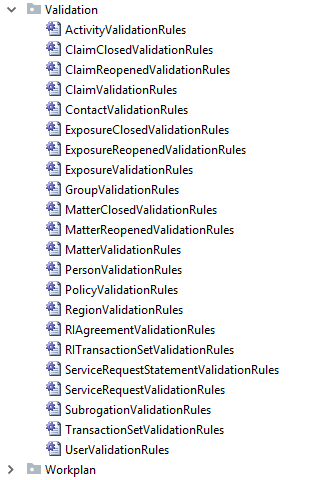 Validation
ActivityValidationRules
ClaimClosedValidationRules
ClaimReopenedValidationRules
ClaimValidationRules
ContactValidationRules
ExposureClosedValidationRules
ExposureReopenedValidationRules
ExposureValidationRules
GroupValidationRules
MatterClosedValidationRules
MatterReopenedValidationRules
MatterValidationRules
PersonValidationRules
PolicyValidationRules
RegionValidationRules
RIAgreementValidationRules
RITransactionSetValidationRules
ServiceRequestStatementValidationRules
ServiceRequestValidationRules
SubrogationValidationRules
TransactionSetValidationRules
UserValidationRules
Workplan